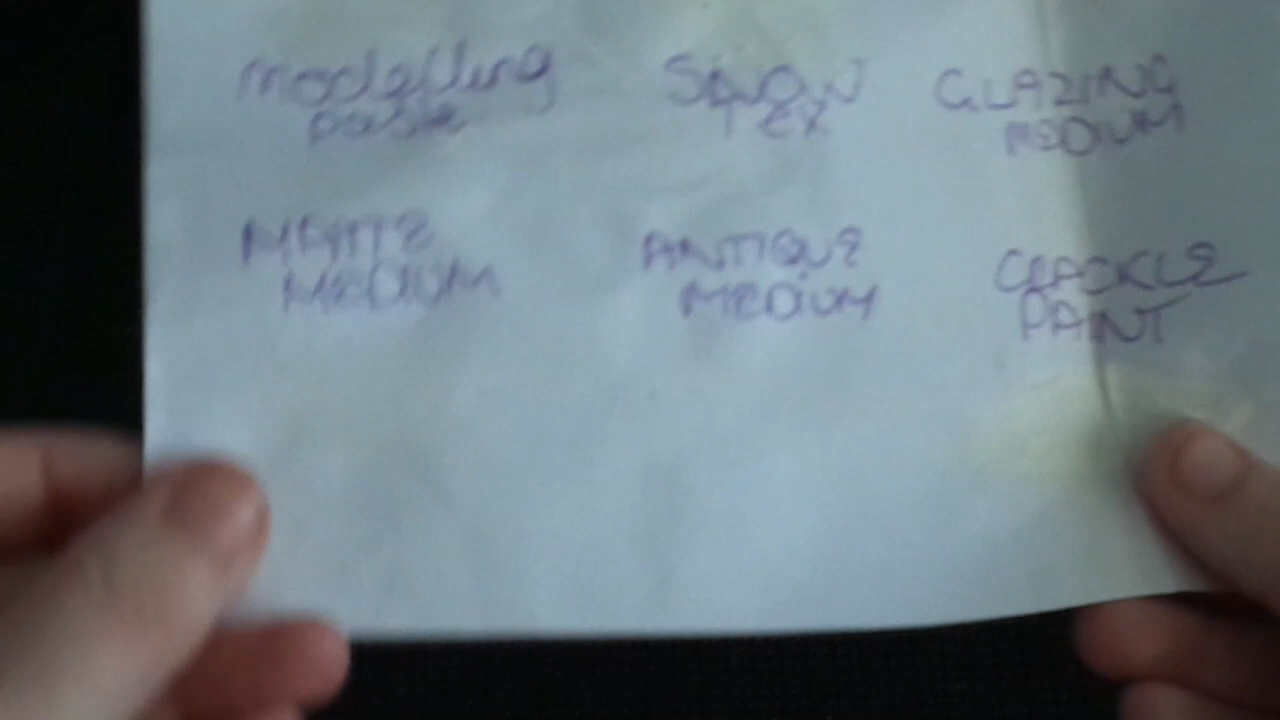 modelling
paste
SNOW
TEX
GLAZING
MEDIUM
MATTE
MEDIUM
ANTIQUE
MEDIUM
CRACKLE
PAINT